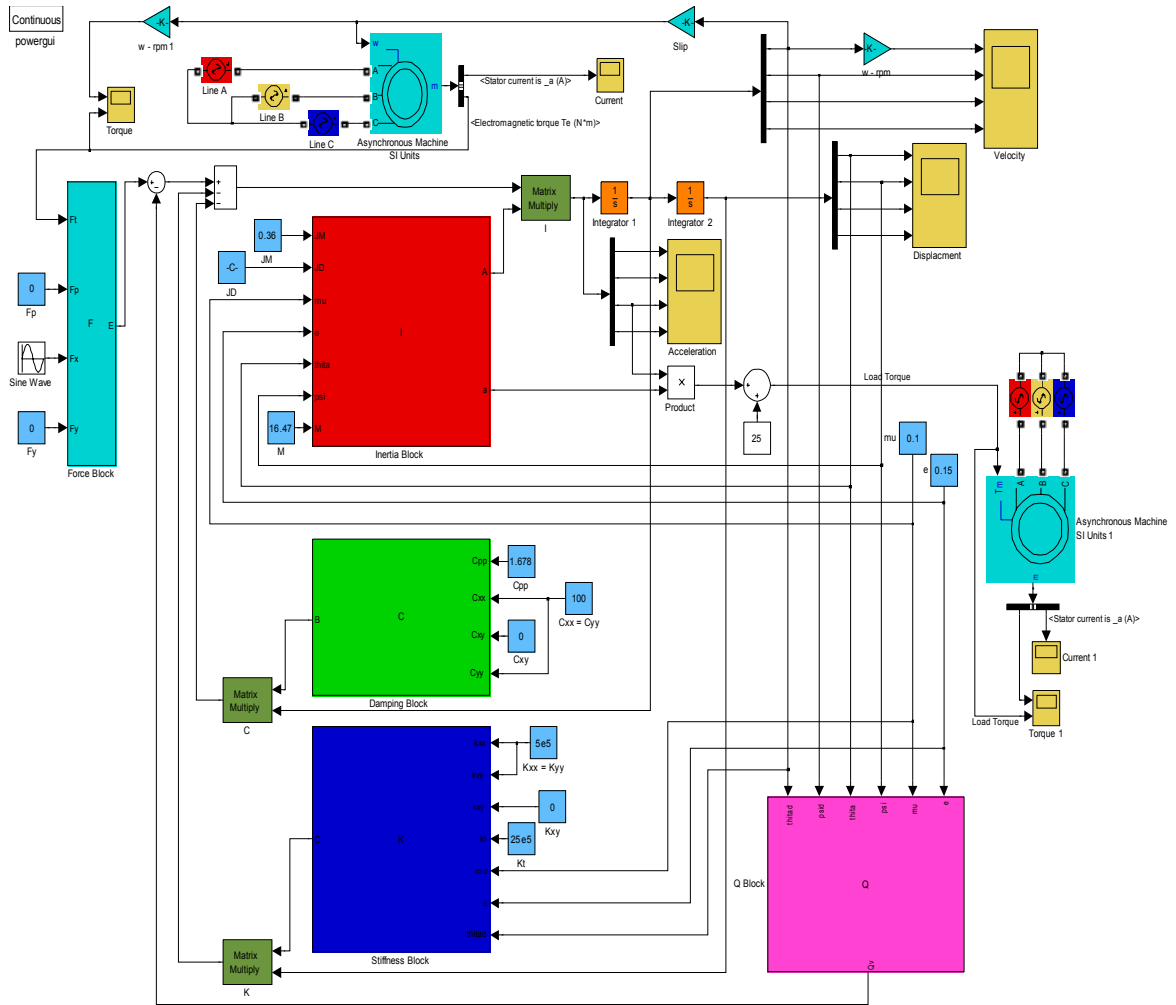 Continuous
powergui
-K-
w - rpm 1
-K-
Slip
-K-
w - rpm
Velocity
w
A
B
C
m
Line A
Line B
Line C
Asynchronous Machine
SI Units
<Stator current is _a (A)>
Current
<Electromagnetic torque Te (N*m)>
Torque
Displacment
Ft
Fp
Fx
Fy
F
E
Force Block
0
Fp
Sine Wave
0
Fy
Matrix
Multiply
I
1
s
Integrator 1
1
s
Integrator 2
Acceleration
0.36
JM
-C-
JD
16.47
M
JM
JD
mu
e
thita
psi
M
I
A
a
Inertia Block
×
Product
25
Load Torque
mu
0.1
e
0.15
Tm
A
B
C
m
Asynchronous Machine
SI Units 1
<Stator current is _a (A)>
Current 1
Load Torque
Torque 1
Cpp
Cxx
Cxy
Cyy
C
B
Damping Block
1.678
Cpp
100
Cxx = Cyy
0
Cxy
Matrix
Multiply
C
K
C
thitad
Stiffness Block
5e5
Kxx = Kyy
0
Kxy
25e5
Kt
Matrix
Multiply
K
thitad
psid
thita
psi
mu
e
Q
Q Block
Qv